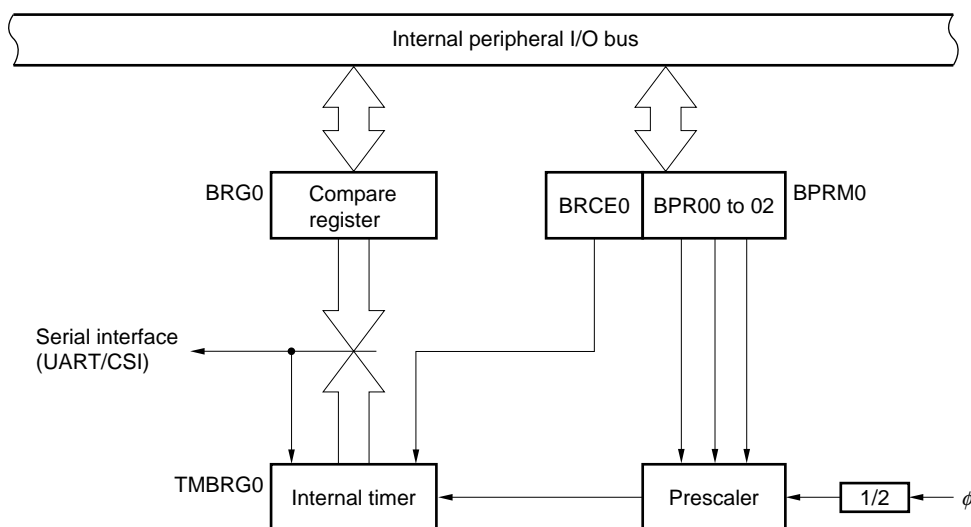 Internal peripheral I/O bus
BRG0
Compare
register
BRCE0
BPR00 to 02
BPRM0
Serial interface
(UART/CSI)
TMBRG0
Internal timer
Prescaler
1/2
ϕ